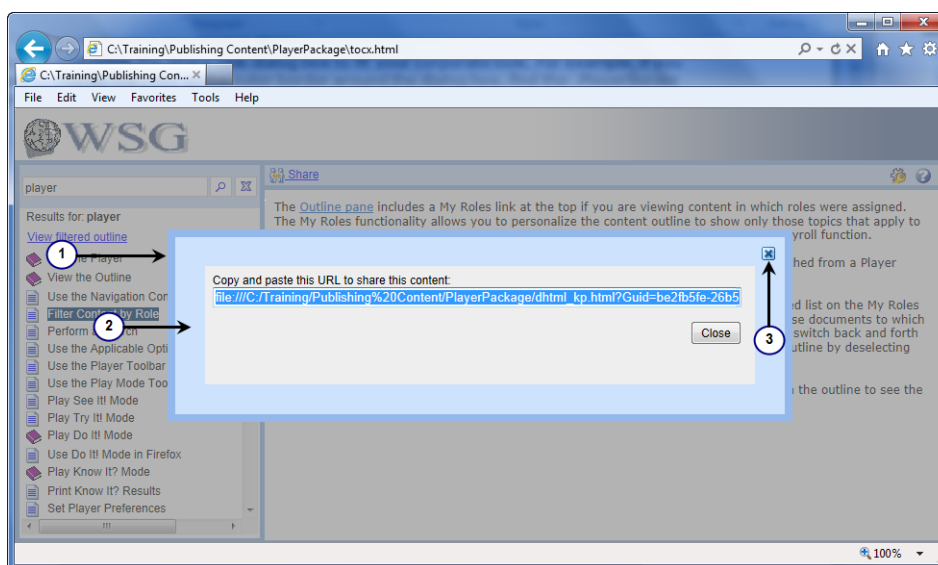 C:\Training\Publishing Content\PlayerPackage\tocx.html
C:\Training\Publishing Con...
File Edit View Favorites Tools Help
WSG
player
Share
Results for: player
View filtered outline
The Outline pane includes a My Roles link at the top if you are viewing content in which roles were assigned.
The My Roles functionality allows you to personalize the content outline to show only those topics that apply to
yroll function.
1
e Player
hed from a Player
View the Outline
Use the Navigation Con
Filter Content by Role
Copy and paste this URL to share this content:
file:///C:/Training/Publishing%20Content/PlayerPackage/dhtml_kp.html?Guid=be2fb5fe-26b5
ed list on the My Roles
se documents to which
2
Perform a
rch
Close
3
switch back and forth
Use the Applicable Opti
utline by deselecting
Use the Player Toolbar
Use the Play Mode Too
the outline to see the
Play See It! Mode
Play Try It! Mode
Play Do It! Mode
Use Do It! Mode in Firefox
Play Know It? Mode
Print Know It? Results
Set Player Preferences
100%